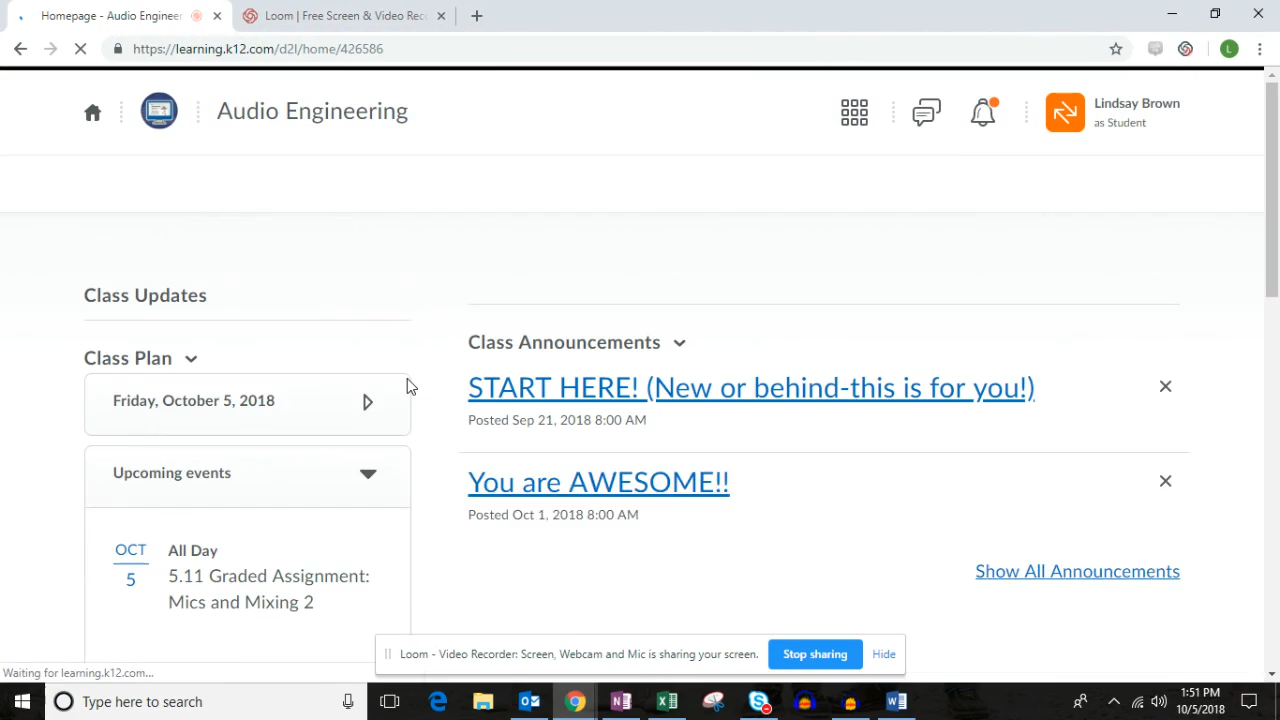 Homepage - Audio Engineer
Loom | Free Screen & Video Rec
https://learning.k12.com/d2l/home/426586
L
Audio Engineering
Lindsay Brown
as Student
Class Updates
Class Plan
Friday, October 5, 2018
Upcoming events
OCT
5
All Day
5.11 Graded Assignment:
Mics and Mixing 2
Class Announcements
START HERE! (New or behind-this is for you!)
Posted Sep 21, 2018 8:00 AM
You are AWESOME!!
Posted Oct 1, 2018 8:00 AM
Show All Announcements
Loom - Video Recorder: Screen, Webcam and Mic is sharing your screen.
Stop sharing
Hide
Waiting for learning.k12.com...
Type here to search
1:51 PM
10/5/2018